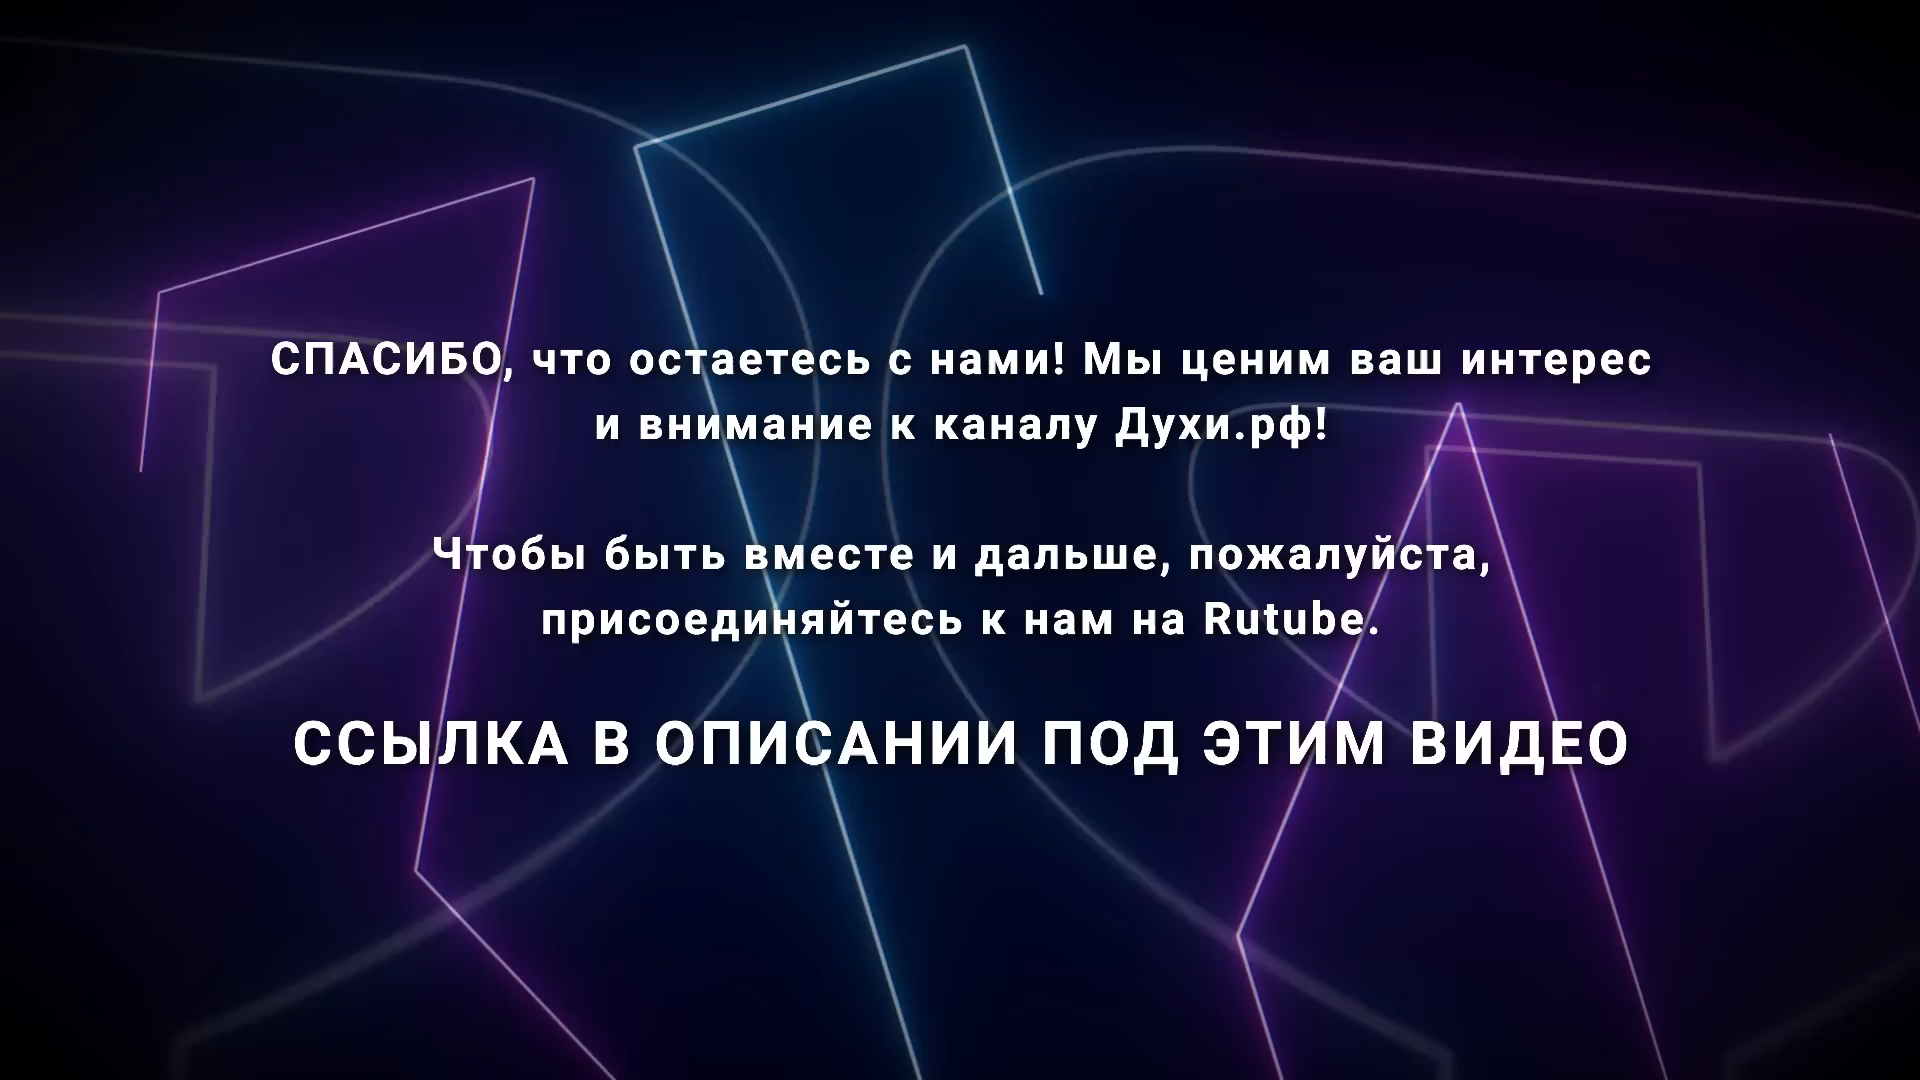 СПАСИБО, что остаетесь с нами! Мы ценим ваш интерес
и внимание к каналу Духи.рф!
Чтобы быть вместе и дальше, пожалуйста,
присоединяйтесь к нам на Rutube.
ССЫЛКА В ОПИСАНИИ ПОД ЭТИМ ВИДЕО